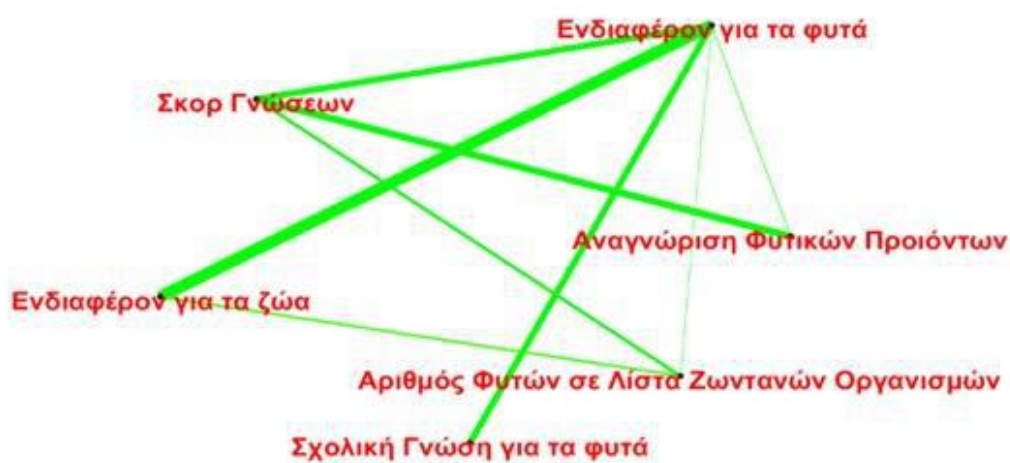 Ενδιαφέρον για τα φυτά
Σκορ Γνώσεων
Αναγνώριση Φυτικών Προιόντων
Ενδιαφέρον για τα ζώα
Αριθμός Φυτών σε Λίστα Ζωντανών Οργανισμών
Σχολική Γνώση για τα φυτά